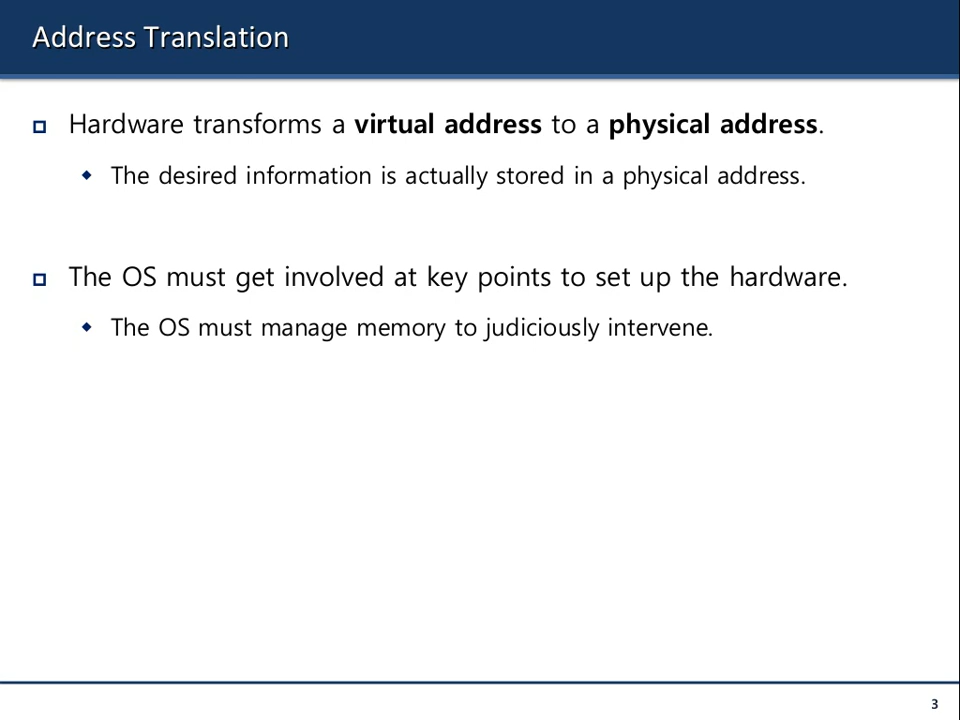 Address Translation
Hardware transforms a virtual address to a physical address.
The desired information is actually stored in a physical address.
The OS must get involved at key points to set up the hardware.
The OS must manage memory to judiciously intervene.
3